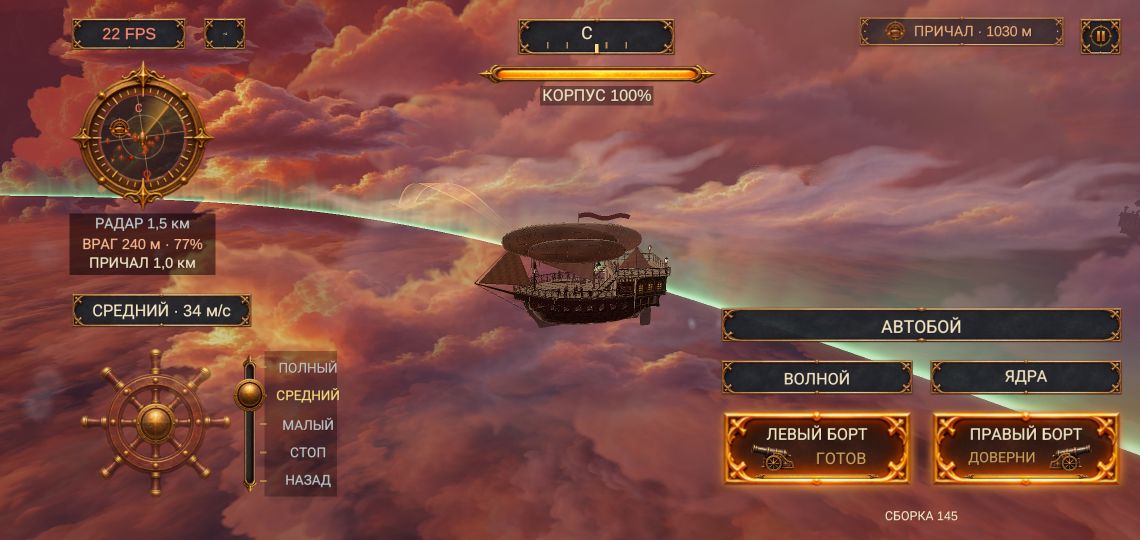 22 FPS
С
ПРИЧАЛ · 1030 м
КОРПУС 100%
С
РАДАР 1,5 км
ВРАГ 240 м · 77%
ПРИЧАЛ 1,0 км
СРЕДНИЙ · 34 м/с
ПОЛНЫЙ
СРЕДНИЙ
МАЛЫЙ
СТОП
НАЗАД
АВТОБОЙ
ВОЛНОЙ
ЯДРА
ЛЕВЫЙ БОРТ
ГОТОВ
ПРАВЫЙ БОРТ
ДОВЕРНИ
СБОРКА 145